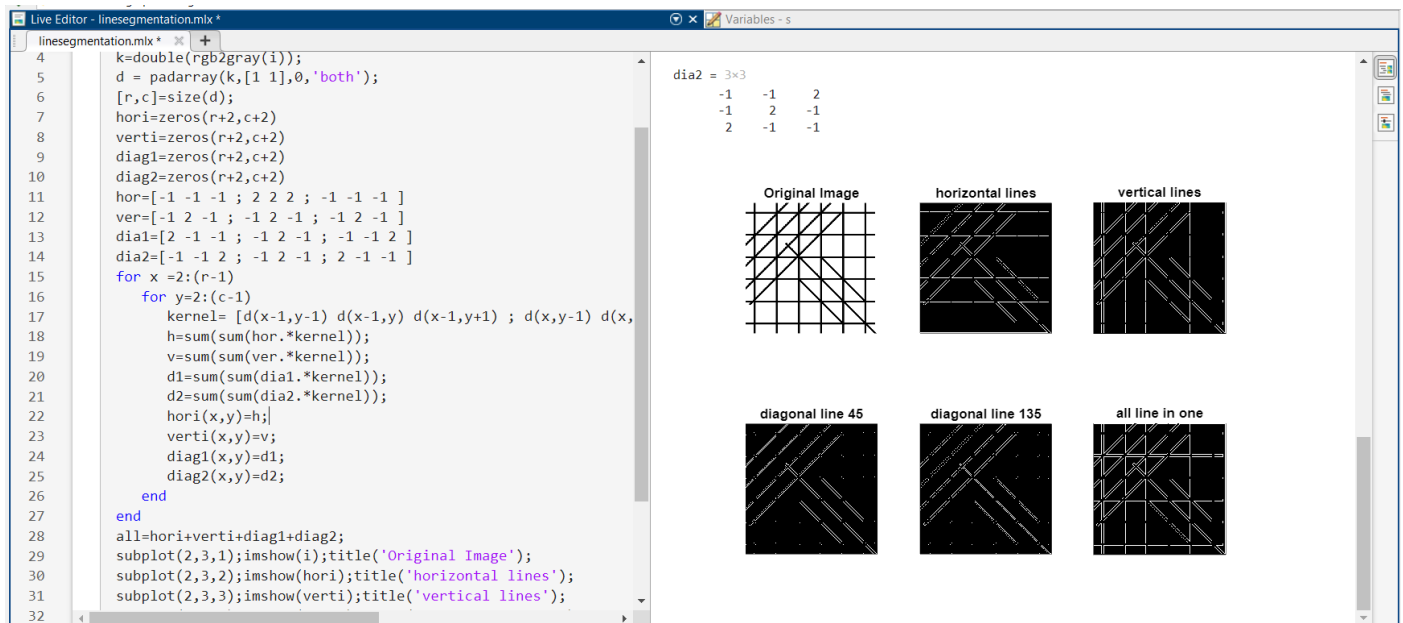 Live Editor - linesegmentation.mlx *
Variables - s
linesegmentation.mlx *
4 k=double(rgb2gray(i));
5 d = padarray(k,[1 1],0,'both');
6 [r,c]=size(d);
7 hori=zeros(r+2,c+2)
8 verti=zeros(r+2,c+2)
9 diag1=zeros(r+2,c+2)
10 diag2=zeros(r+2,c+2)
11 hor=[-1 -1 -1 ; 2 2 2 ; -1 -1 -1 ]
12 ver=[-1 2 -1 ; -1 2 -1 ; -1 2 -1 ]
13 dia1=[2 -1 -1 ; -1 2 -1 ; -1 -1 2 ]
14 dia2=[-1 -1 2 ; -1 2 -1 ; 2 -1 -1 ]
15 for x =2:(r-1)
16 for y=2:(c-1)
17 kernel= [d(x-1,y-1) d(x-1,y) d(x-1,y+1) ; d(x,y-1) d(x,
18 h=sum(sum(hor.*kernel));
19 v=sum(sum(ver.*kernel));
20 d1=sum(sum(dia1.*kernel));
21 d2=sum(sum(dia2.*kernel));
22 hori(x,y)=h;
23 verti(x,y)=v;
24 diag1(x,y)=d1;
25 diag2(x,y)=d2;
26 end
27 end
28 all=hori+verti+diag1+diag2;
29 subplot(2,3,1);imshow(i);title('Original Image');
30 subplot(2,3,2);imshow(hori);title('horizontal lines');
31 subplot(2,3,3);imshow(verti);title('vertical lines');
32
dia2 = 3×3
-1 -1 2
-1 2 -1
2 -1 -1
Original Image
horizontal lines
vertical lines
diagonal line 45
diagonal line 135
all line in one